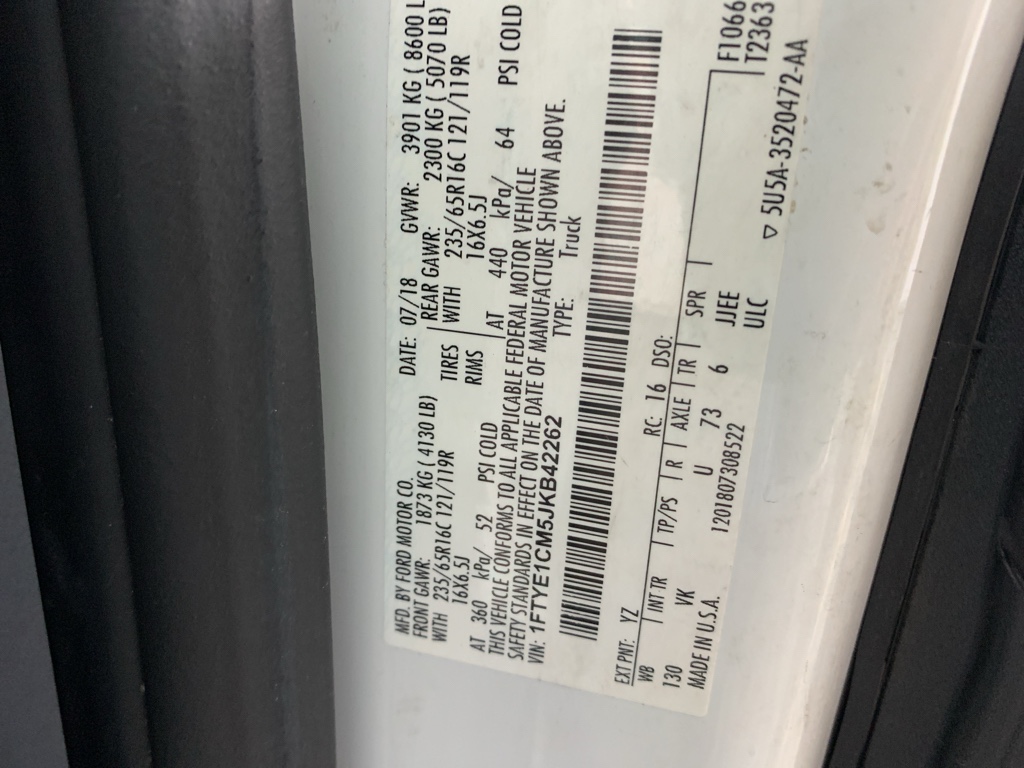 MFD. BY FORD MOTOR CO. DATE: 07/18 GVWR: 3901 KG ( 8600 L
FRONT GAWR: 1873 KG ( 4130 LB) REAR GAWR: 2300 KG ( 5070 LB)
WITH 235/65R16C 121/119R TIRES WITH 235/65R16C 121/119R
16X6.5J RIMS 16X6.5J
AT 360 kPa/ 52 PSI COLD AT 440 kPa/ 64 PSI COLD
THIS VEHICLE CONFORMS TO ALL APPLICABLE FEDERAL MOTOR VEHICLE
SAFETY STANDARDS IN EFFECT ON THE DATE OF MANUFACTURE SHOWN ABOVE.
VIN: 1FTYE1CM5JKB42262 TYPE: Truck
EXT PNT: YZ RC: 16 DSO:
WB INT TR TP/PS R AXLE TR SPR F1066
130 VK U 73 6 JJEE T2363
MADE IN U.S.A. 1201807308522 ULC
▽ 5U5A-3520472-AA